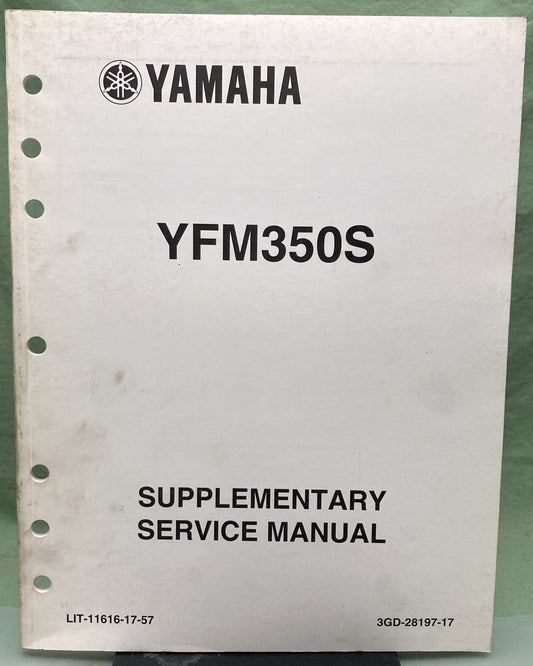 YAMAHA
YFM350S
SUPPLEMENTARY
SERVICE MANUAL
LIT-11616-17-57 3GD-28197-17